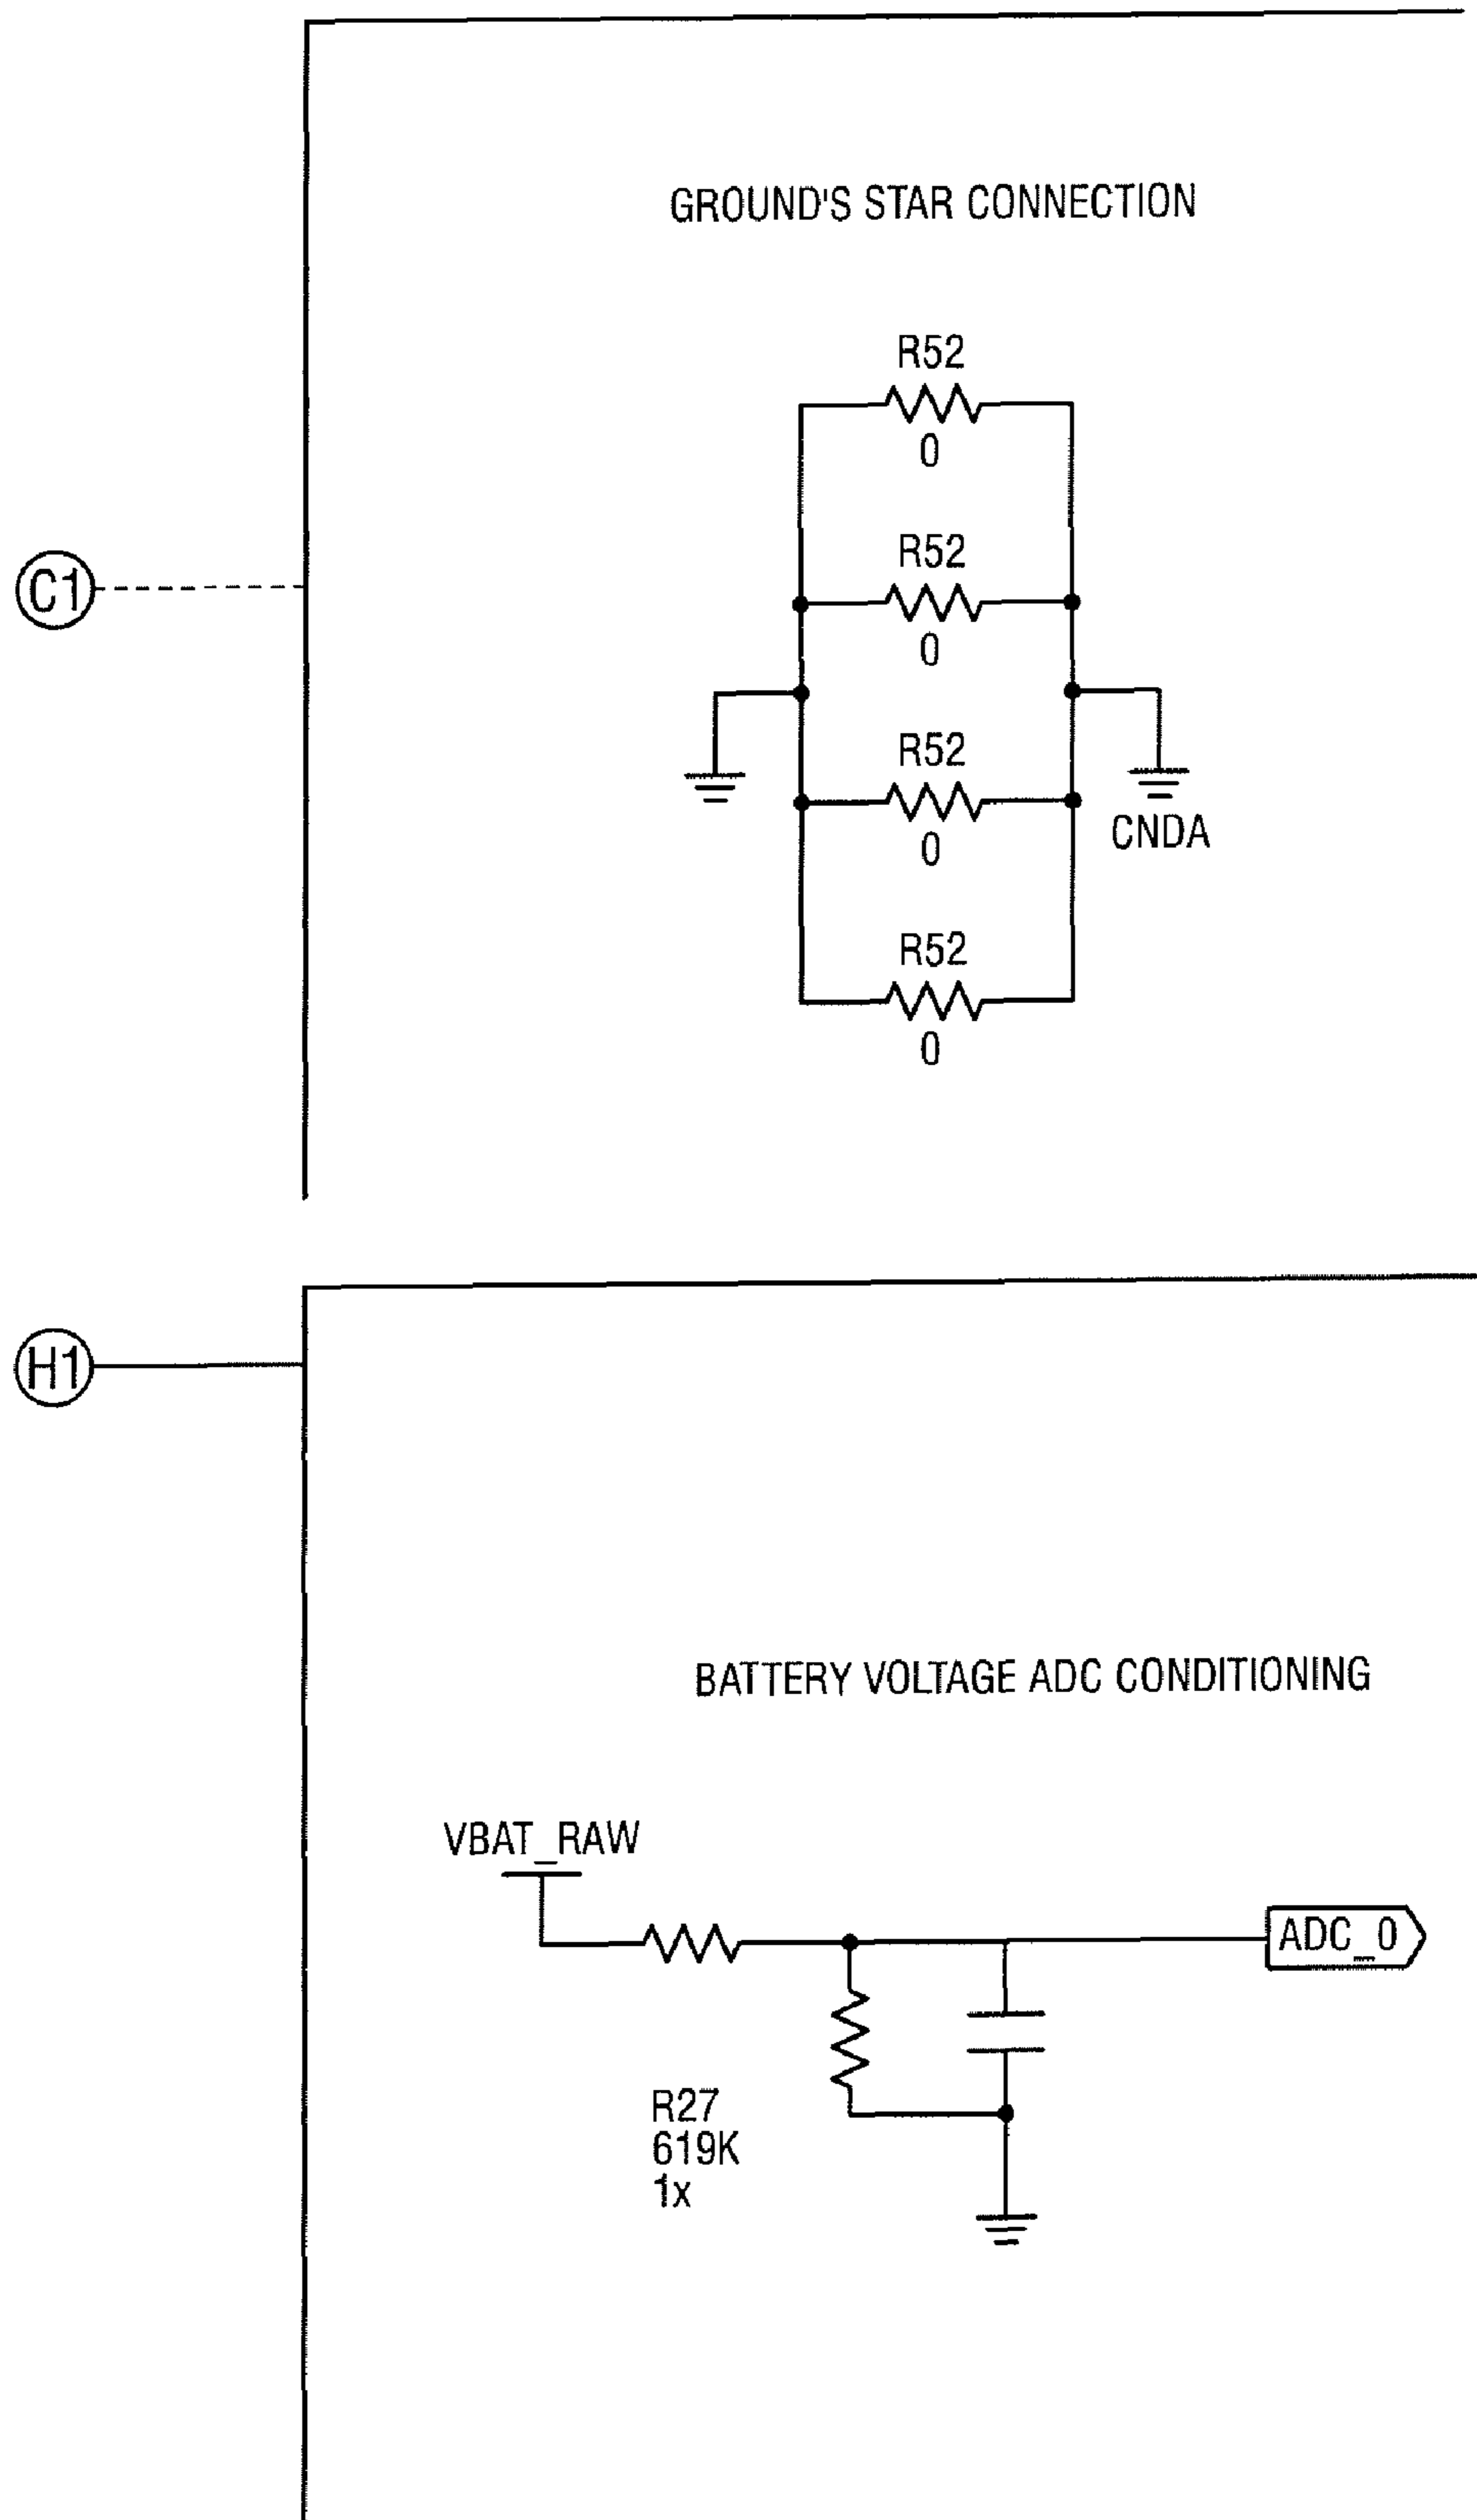 GROUND'S STAR CONNECTION
R52
0
R52
0
C1
R52
0
CNDA
R52
0
H1
BATTERY VOLTAGE ADC CONDITIONING
VBAT_RAW
ADC_0
R27
619K
1x